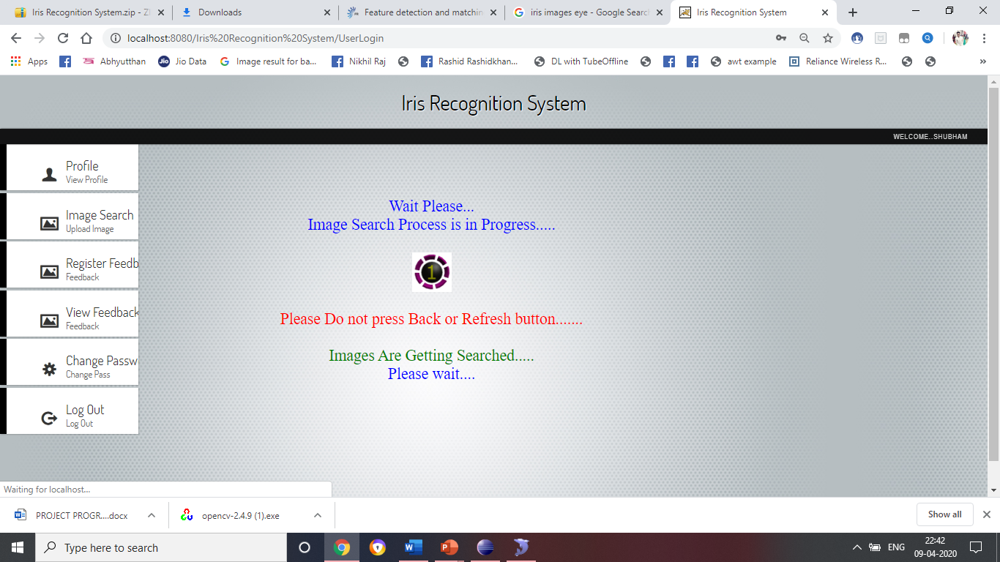 Iris Recognition System.zip - ZI
Downloads
Feature detection and matchin
iris images eye - Google Search
Iris Recognition System
localhost:8080/Iris%20Recognition%20System/UserLogin
Apps
Abhyutthan
Jio
Jio Data
Image result for ba...
Nikhil Raj
Rashid Rashidkhan...
DL with TubeOffline
awt example
Reliance Wireless R...
»
Iris Recognition System
WELCOME..SHUBHAM
Profile
View Profile
Image Search
Upload Image
Register Feedb
Feedback
View Feedback
Feedback
Change Passw
Change Pass
Log Out
Log Out
Wait Please...
Image Search Process is in Progress.....
1
Please Do not press Back or Refresh button.......
Images Are Getting Searched.....
Please wait....
Waiting for localhost...
PROJECT PROGR....docx
opencv-2.4.9 (1).exe
Show all
Type here to search
ENG
22:42
09-04-2020